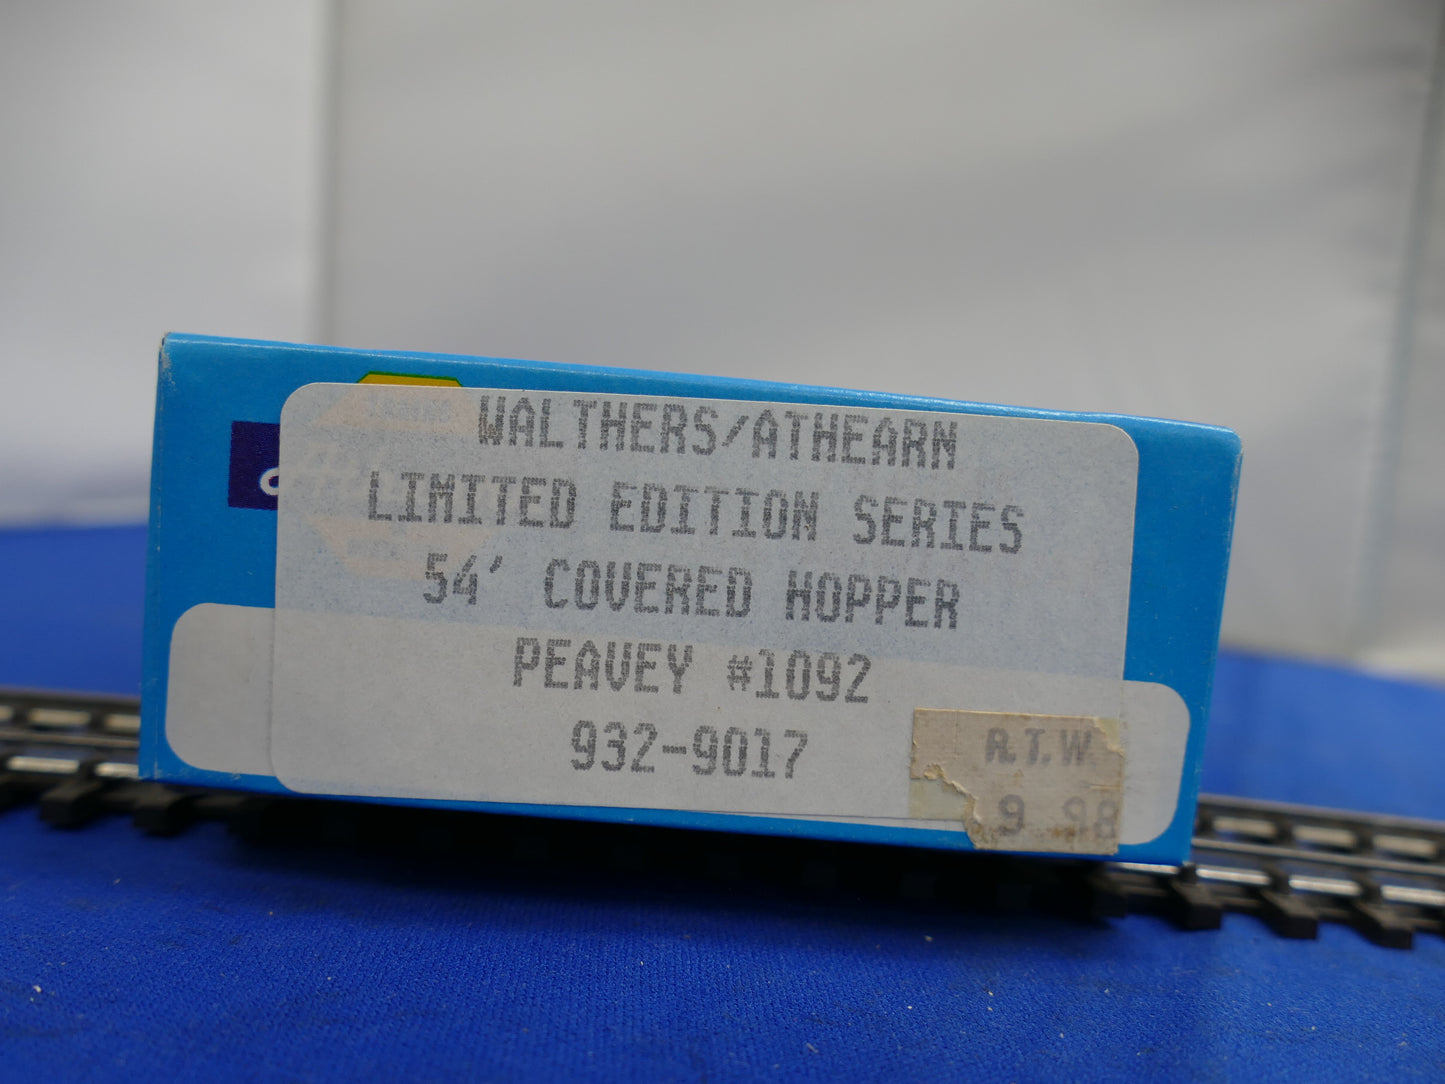 WALTHERS/ATHEARN
LIMITED EDITION SERIES
54' COVERED HOPPER
PEAVEY #1092
932-9017
R.T.W
9 98